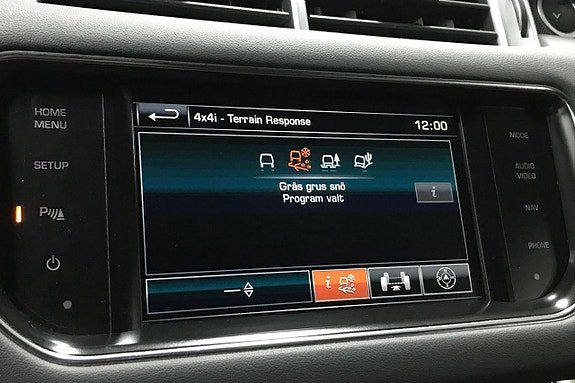 HOME
MENU
SETUP
P
4x4i - Terrain Response
12:00
Gräs grus snö
Program valt
i
i
MODE
AUDIO
VIDEO
NAV
PHONE